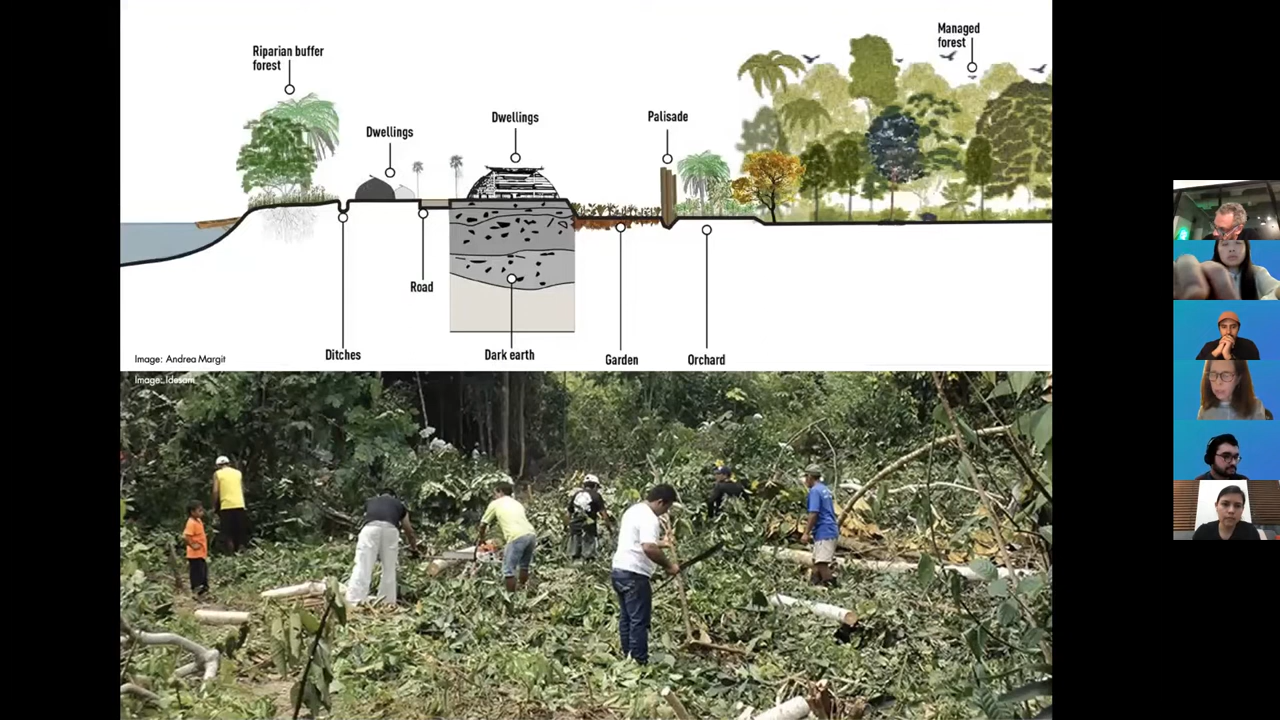 Managed
forest
Riparian buffer
forest
Dwellings
Palisade
Dwellings
Road
Ditches
Dark earth
Garden
Orchard
Image: Andrea Margit
Image: Idesam